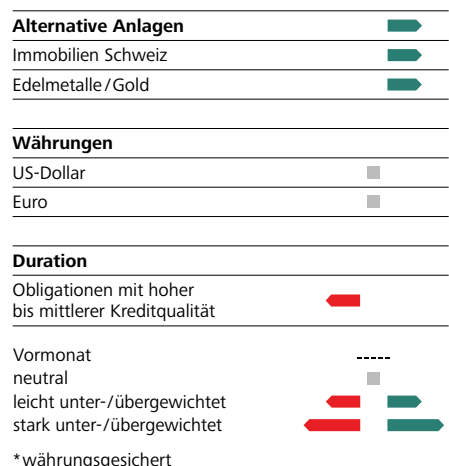 Alternative Anlagen
Immobilien Schweiz
Edelmetalle/Gold
Währungen
US-Dollar
Euro
Duration
Obligationen mit hoher
bis mittlerer Kreditqualität
Vormonat
neutral
leicht unter-/übergewichtet
stark unter-/übergewichtet
*währungsgesichert